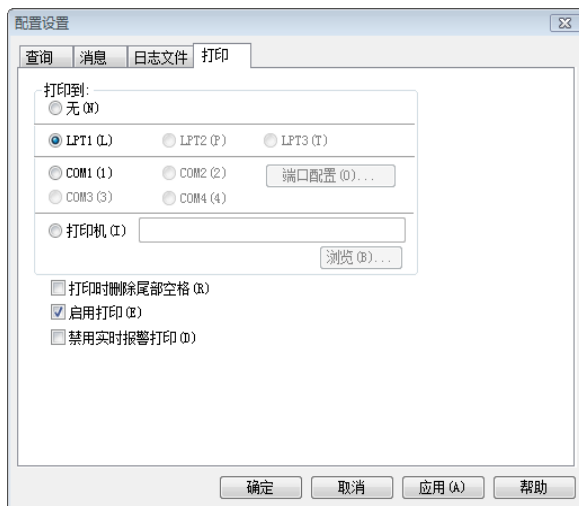 配置设置
查询 消息 日志文件 打印
打印到:
无(N)
LPT1(L) LPT2(P) LPT3(T)
COM1(1) COM2(2) 端口配置(O)...
COM3(3) COM4(4)
打印机(I)
浏览(B)...
打印时删除尾部空格(R)
启用打印(E)
禁用实时报警打印(D)
确定 取消 应用(A) 帮助